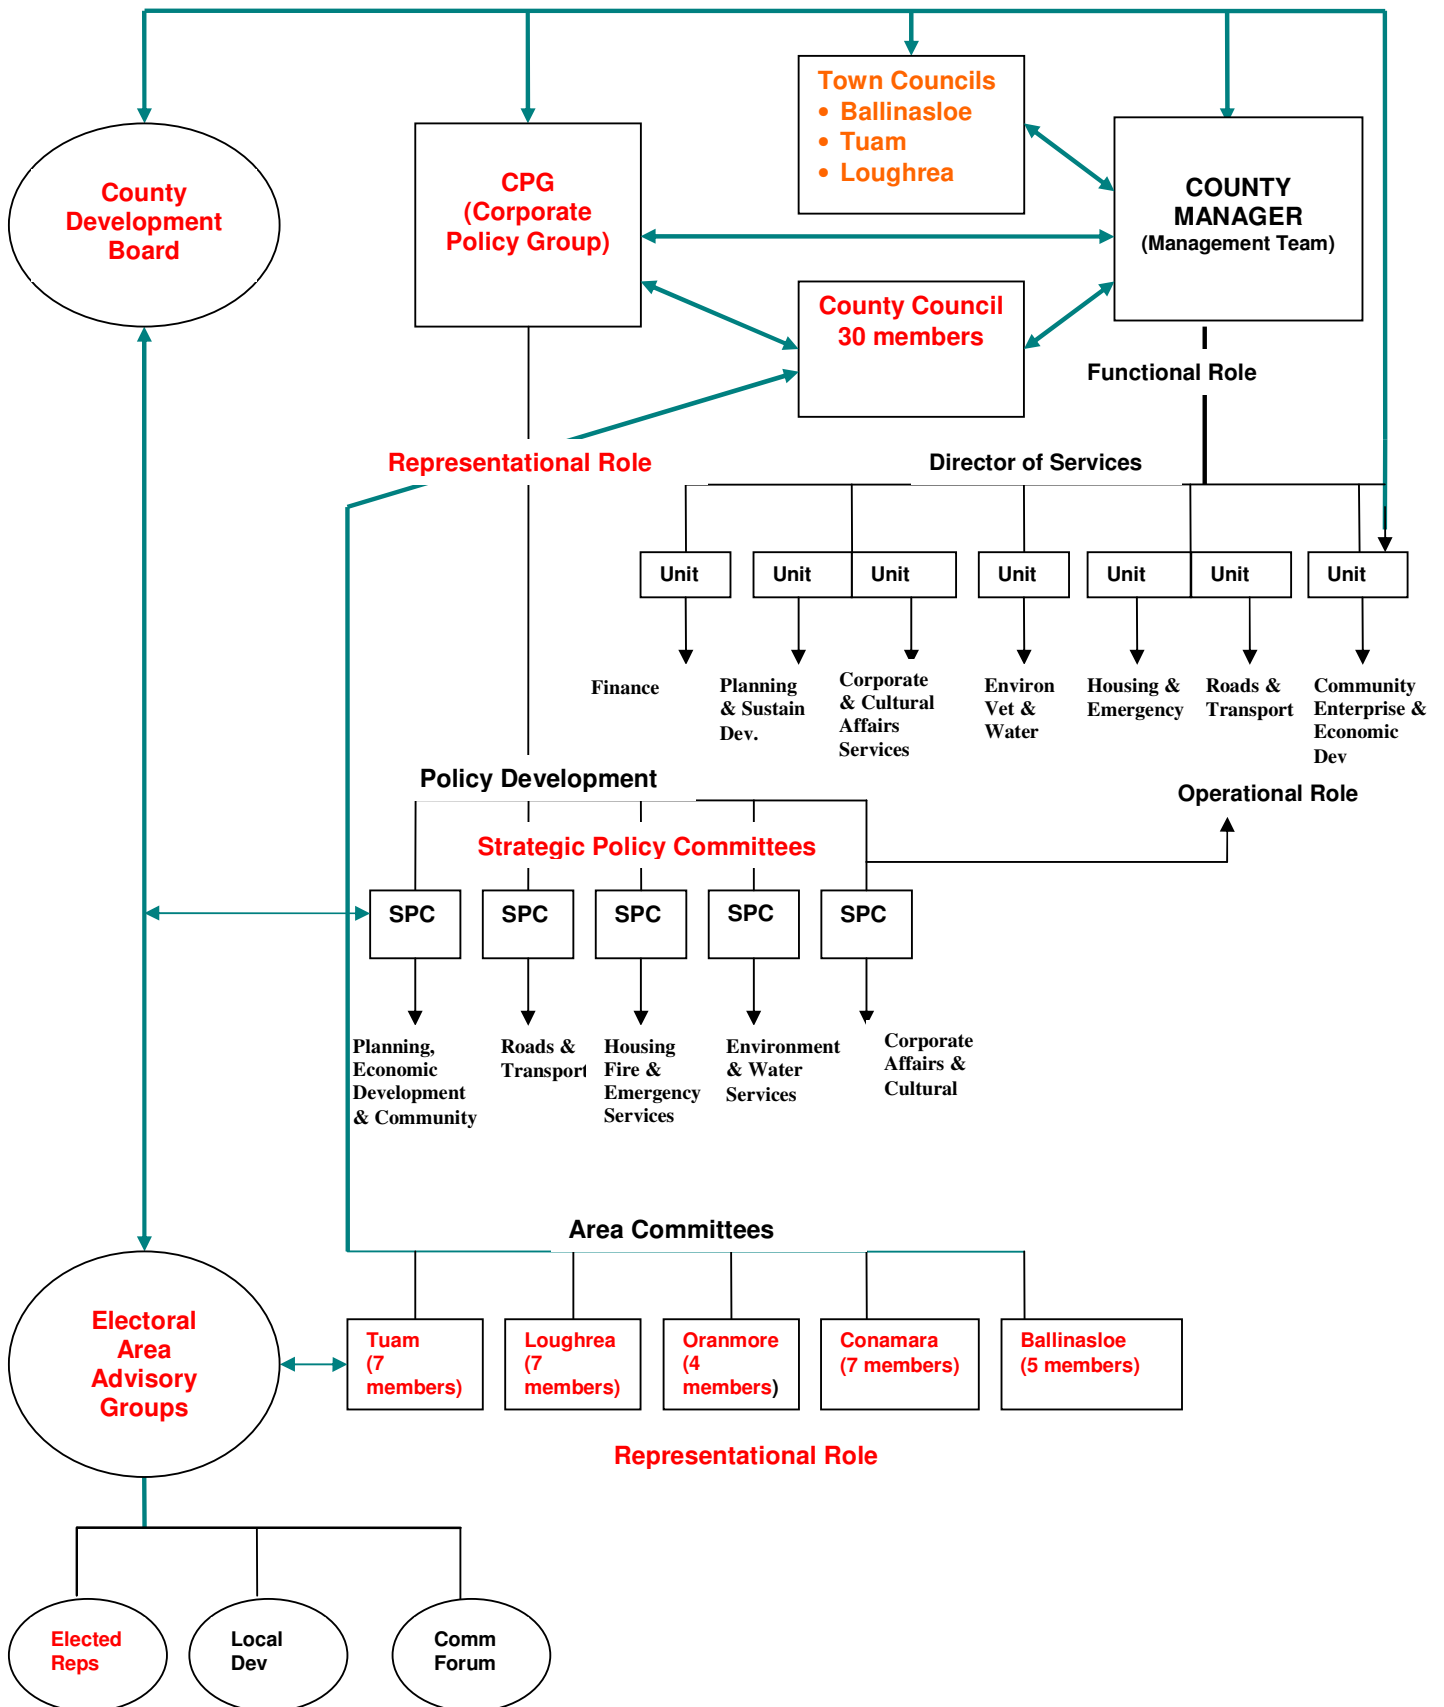 Town Councils
• Ballinasloe
• Tuam
• Loughrea
County
Development
Board
CPG
(Corporate
Policy Group)
COUNTY
MANAGER
(Management Team)
County Council
30 members
Functional Role
Representational Role
Director of Services
Unit
Unit
Unit
Unit
Unit
Unit
Unit
Finance
Planning
& Sustain
Dev.
Corporate
& Cultural
Affairs
Services
Environ
Vet &
Water
Housing &
Emergency
Roads &
Transport
Community
Enterprise &
Economic
Dev
Policy Development
Operational Role
Strategic Policy Committees
SPC
SPC
SPC
SPC
SPC
Planning,
Economic
Development
& Community
Roads &
Transport
Housing
Fire &
Emergency
Services
Environment
& Water
Services
Corporate
Affairs &
Cultural
Area Committees
Electoral
Area
Advisory
Groups
Tuam
(7
members)
Loughrea
(7
members)
Oranmore
(4
members)
Conamara
(7 members)
Ballinasloe
(5 members)
Representational Role
Elected
Reps
Local
Dev
Comm
Forum